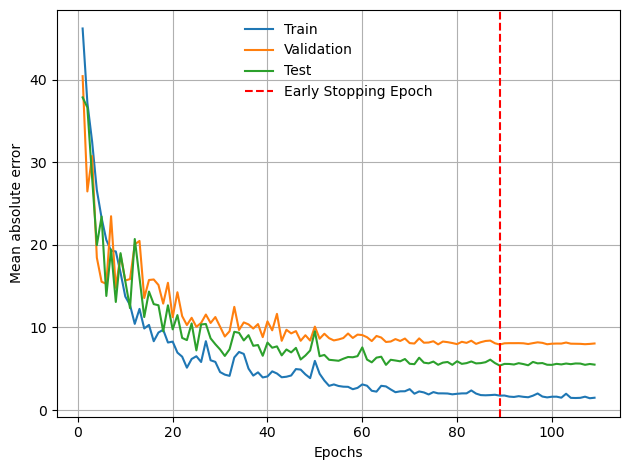 Train
Validation
Test
Early Stopping Epoch
Mean absolute error
40
30
20
10
0
0 20 40 60 80 100
Epochs